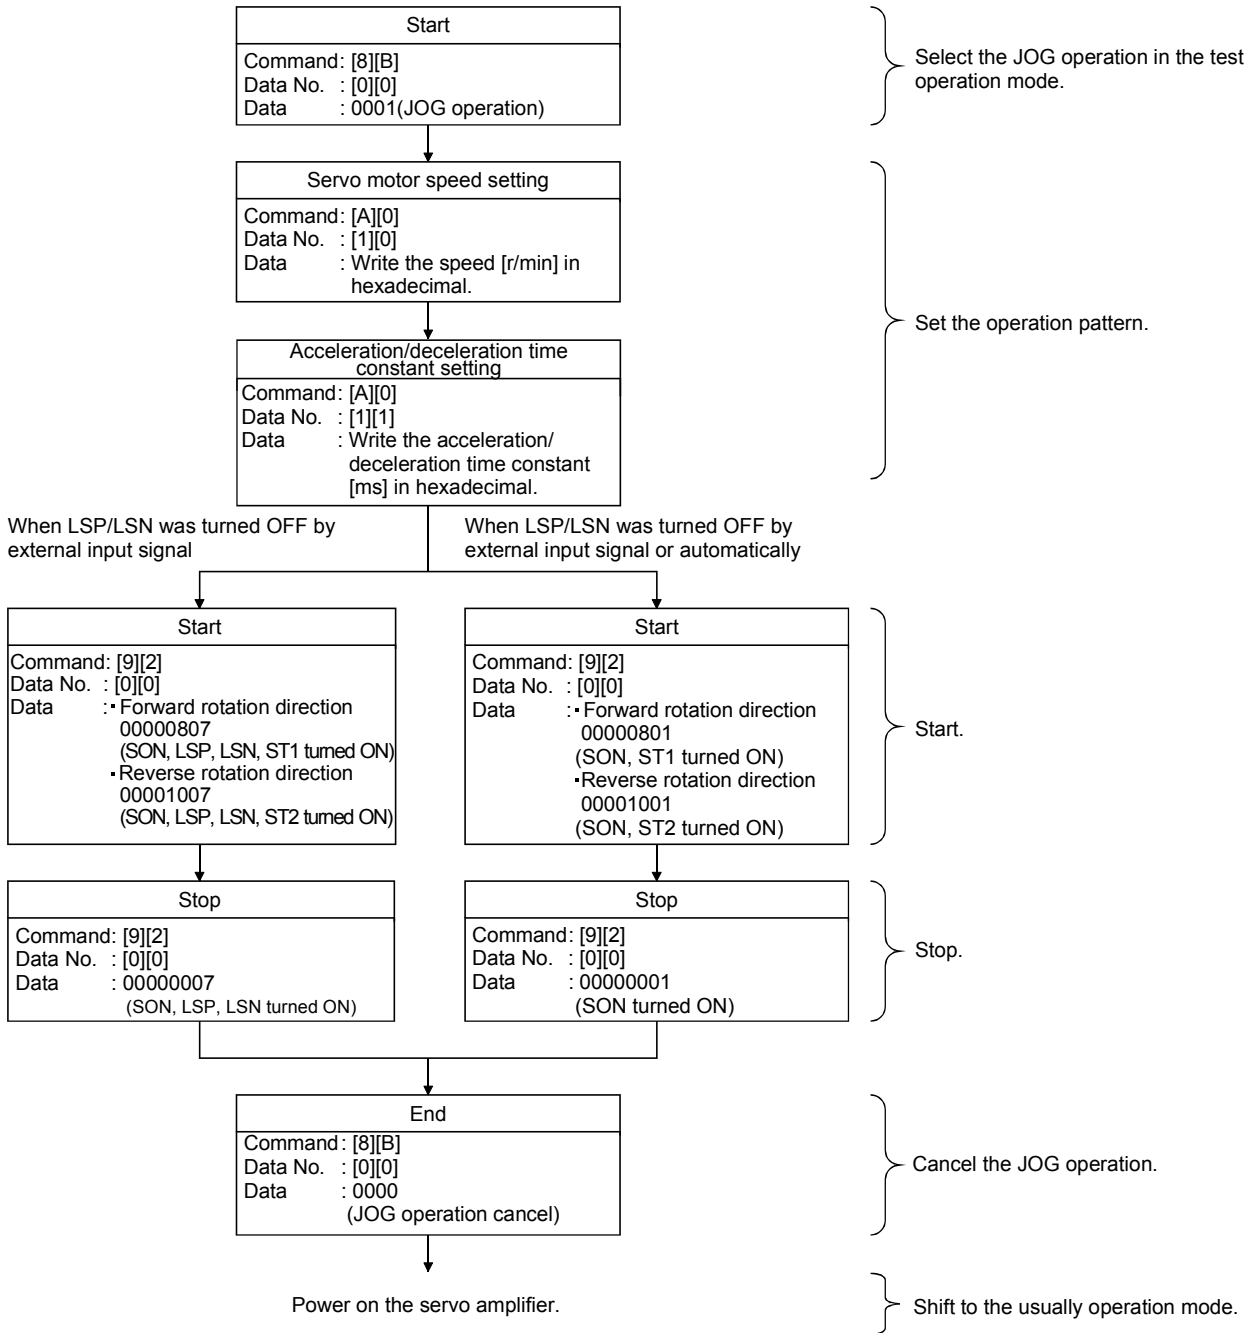 Start
Command: [8][B]
Data No. : [0][0]
Data : 0001(JOG operation)
Select the JOG operation in the test
operation mode.
Servo motor speed setting
Command: [A][0]
Data No. : [1][0]
Data : Write the speed [r/min] in
hexadecimal.
Acceleration/deceleration time
constant setting
Command: [A][0]
Data No. : [1][1]
Data : Write the acceleration/
deceleration time constant
[ms] in hexadecimal.
Set the operation pattern.
When LSP/LSN was turned OFF by
external input signal
When LSP/LSN was turned OFF by
external input signal or automatically
Start
Command: [9][2]
Data No. : [0][0]
Data : ▪ Forward rotation direction
00000807
(SON, LSP, LSN, ST1 turned ON)
▪ Reverse rotation direction
00001007
(SON, LSP, LSN, ST2 turned ON)
Start
Command: [9][2]
Data No. : [0][0]
Data : ▪ Forward rotation direction
00000801
(SON, ST1 turned ON)
▪ Reverse rotation direction
00001001
(SON, ST2 turned ON)
Start.
Stop
Command: [9][2]
Data No. : [0][0]
Data : 00000007
(SON, LSP, LSN turned ON)
Stop
Command: [9][2]
Data No. : [0][0]
Data : 00000001
(SON turned ON)
Stop.
End
Command: [8][B]
Data No. : [0][0]
Data : 0000
(JOG operation cancel)
Cancel the JOG operation.
Power on the servo amplifier.
Shift to the usually operation mode.